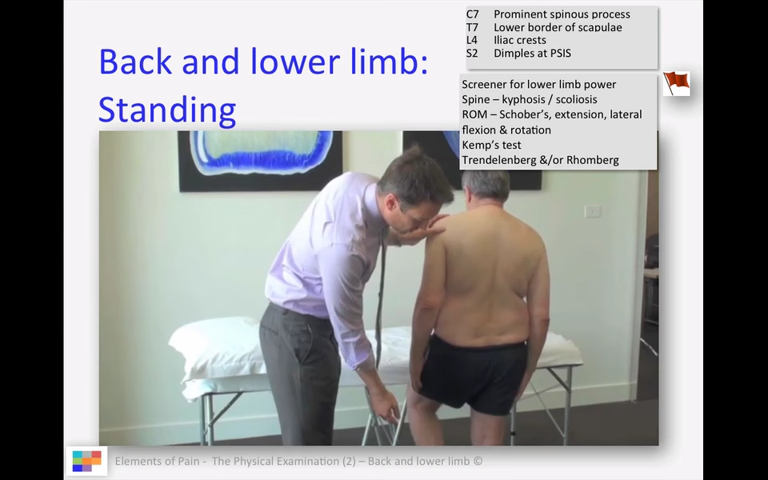 Back and lower limb:
Standing
C7 Prominent spinous process
T7 Lower border of scapulae
L4 Iliac crests
S2 Dimples at PSIS
Screener for lower limb power
Spine – kyphosis / scoliosis
ROM – Schober's, extension, lateral
flexion & rotation
Kemp's test
Trendelenberg &/or Rhomberg
Elements of Pain - The Physical Examination (2) – Back and lower limb ©